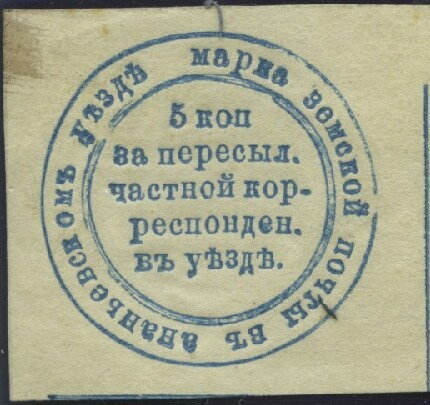 марка земской почты въ ананьевскомъ уѣздѣ
5 коп
за пересыл.
частной кор-
респонден.
въ уѣздѣ.